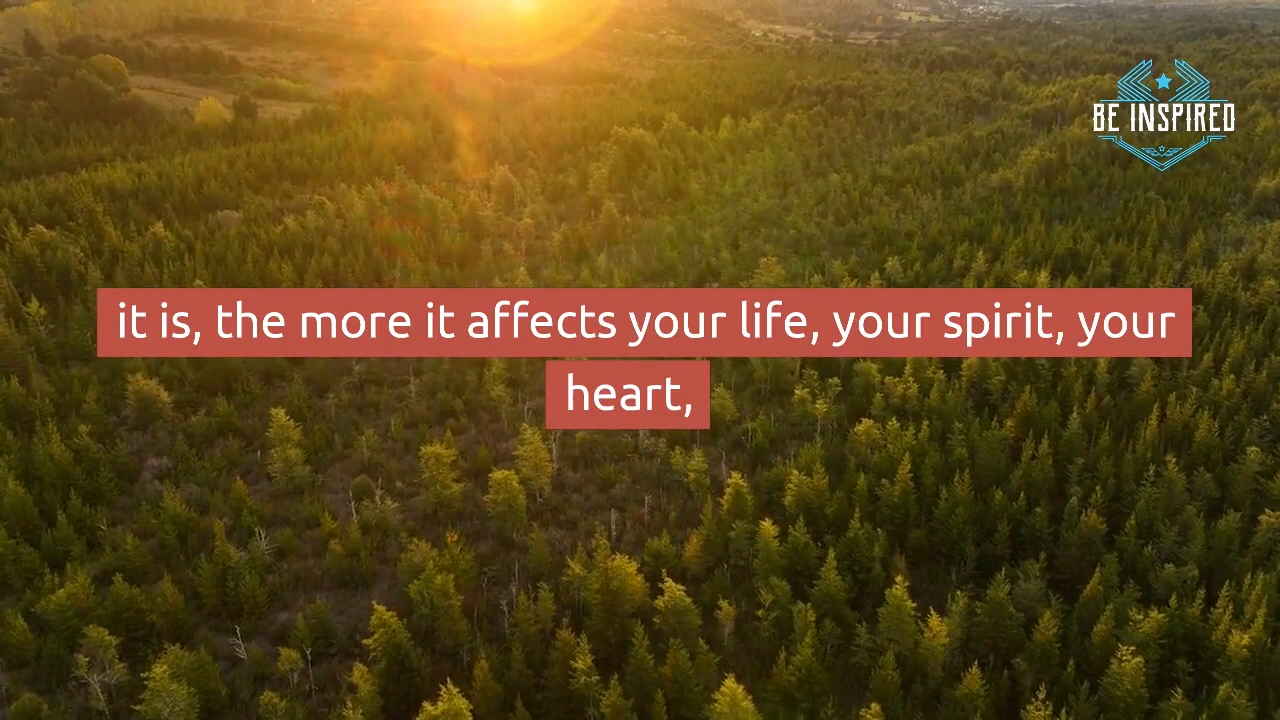 BE INSPIRED
it is, the more it affects your life, your spirit, your
heart,